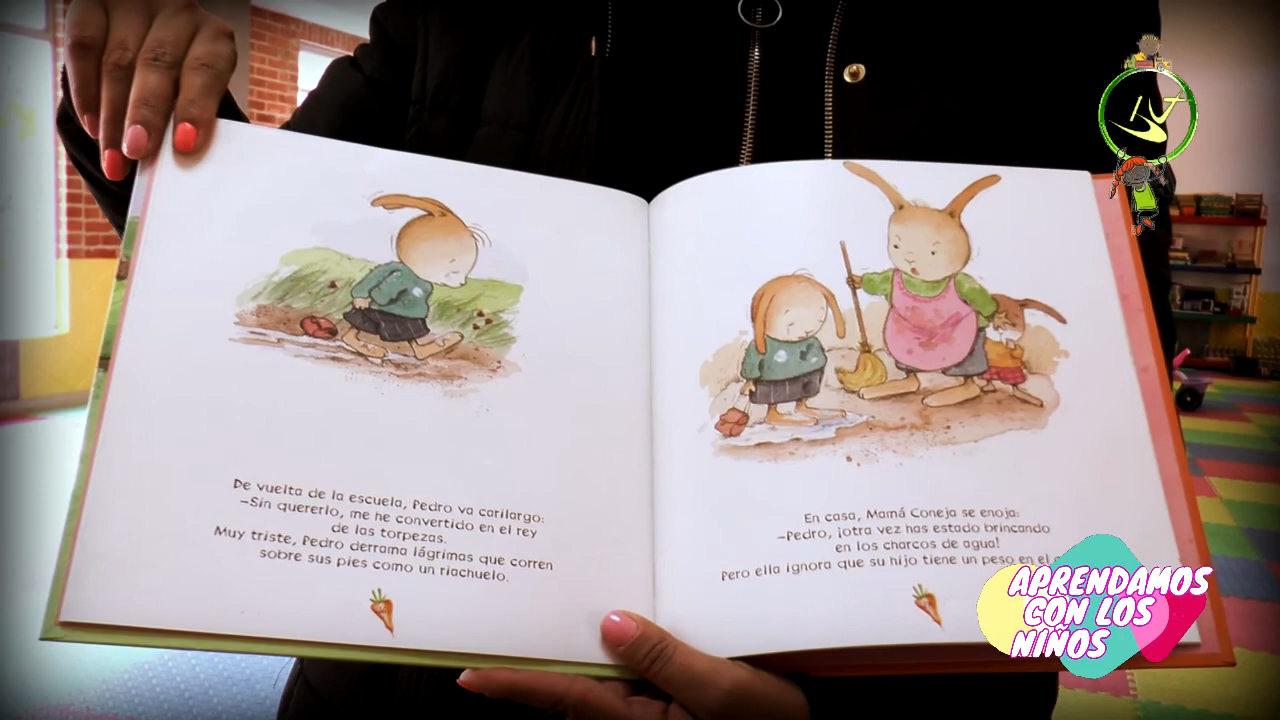 De vuelta de la escuela, Pedro va carilargo:
—Sin quererlo, me he convertido en el rey
de las torpezas.
Muy triste, Pedro derrama lágrimas que corren
sobre sus pies como un riachuelo.
En casa, Mamá Coneja se enoja:
—Pedro, ¡otra vez has estado brincando
en los charcos de agua!
Pero ella ignora que su hijo tiene un peso en el
APRENDAMOS
CON LOS
NIÑOS